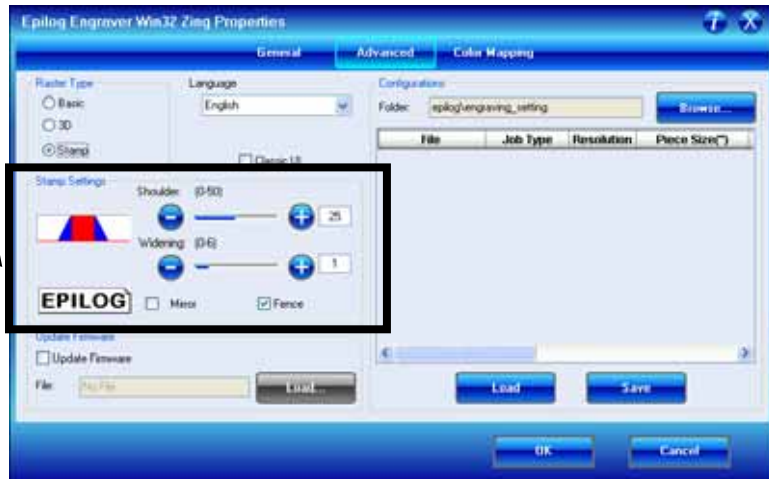 Epilog Engraver Win32 Zing Properties
General Advanced Color Mapping
Raster Type
Basic
3D
Stamp
Language
English
Classic UI
Stamp Settings
Shoulder: (0-50)
25
Widening: (0-6)
1
EPILOG
Mirror
Fence
Update Firmware
Update Firmware
File: No File
Load...
Configurations
Folder: epilog\engraving_setting
Browse...
File Job Type Resolution Piece Size(")
Load Save
OK Cancel